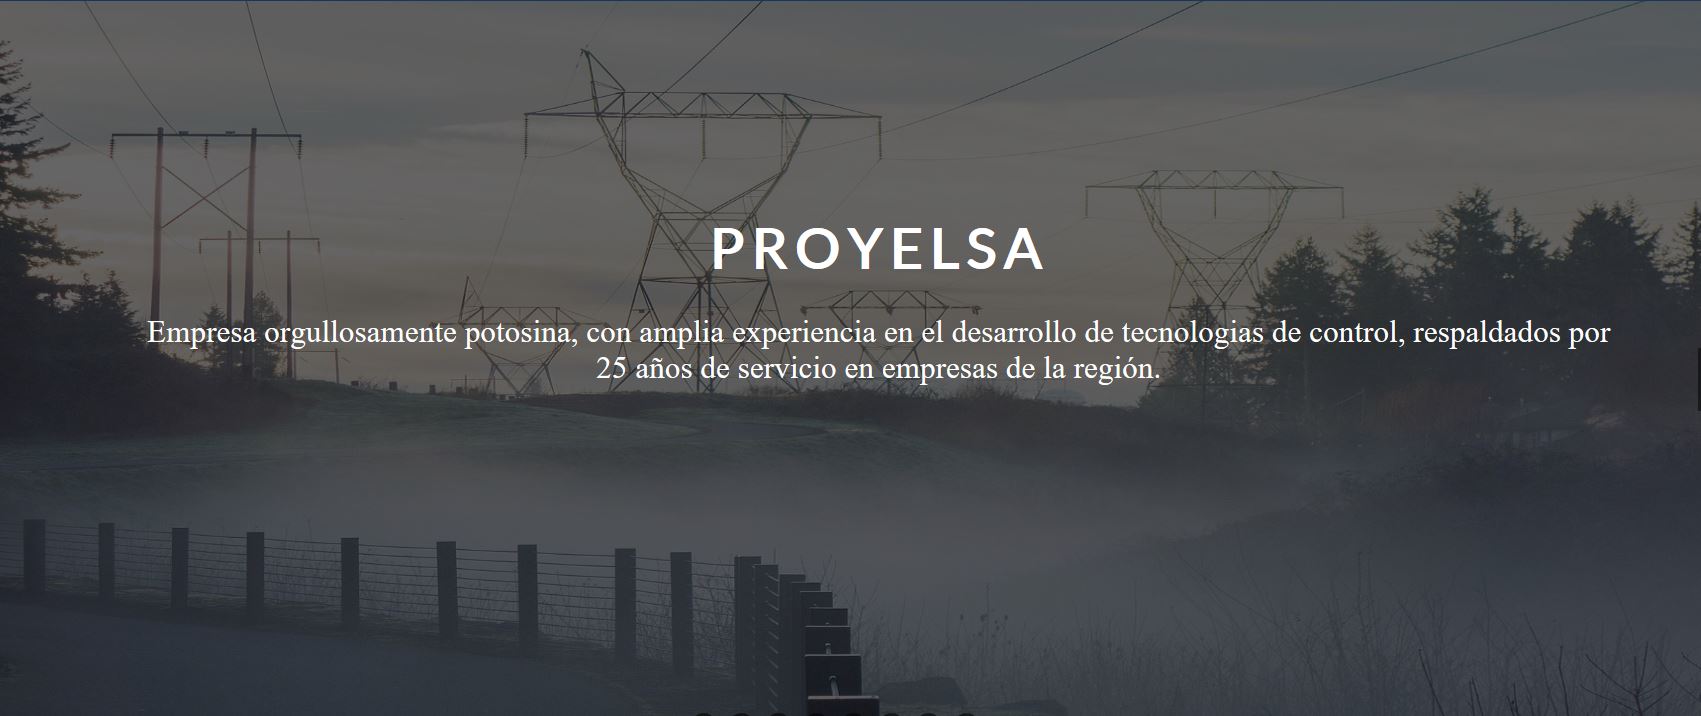 PROYELSA
Empresa orgullosamente potosina, con amplia experiencia en el desarrollo de tecnologias de control, respaldados por
25 años de servicio en empresas de la región.